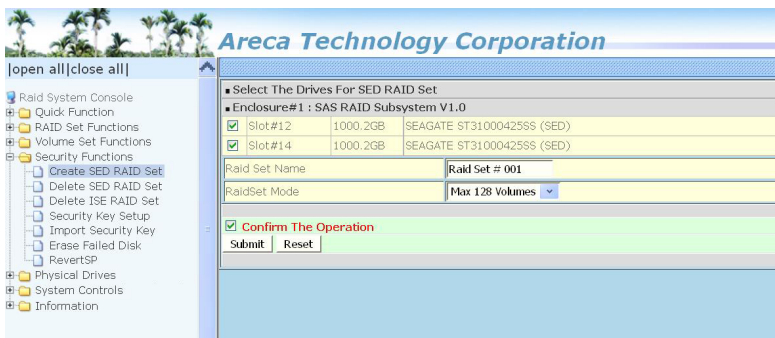 Areca Technology Corporation
|open all|close all|
Raid System Console
Quick Function
RAID Set Functions
Volume Set Functions
Security Functions
Create SED RAID Set
Delete SED RAID Set
Delete ISE RAID Set
Security Key Setup
Import Security Key
Erase Failed Disk
RevertSP
Physical Drives
System Controls
Information
Select The Drives For SED RAID Set
Enclosure#1 : SAS RAID Subsystem V1.0
Slot#12 1000.2GB SEAGATE ST31000425SS (SED)
Slot#14 1000.2GB SEAGATE ST31000425SS (SED)
Raid Set Name Raid Set # 001
RaidSet Mode Max 128 Volumes
Confirm The Operation
Submit Reset